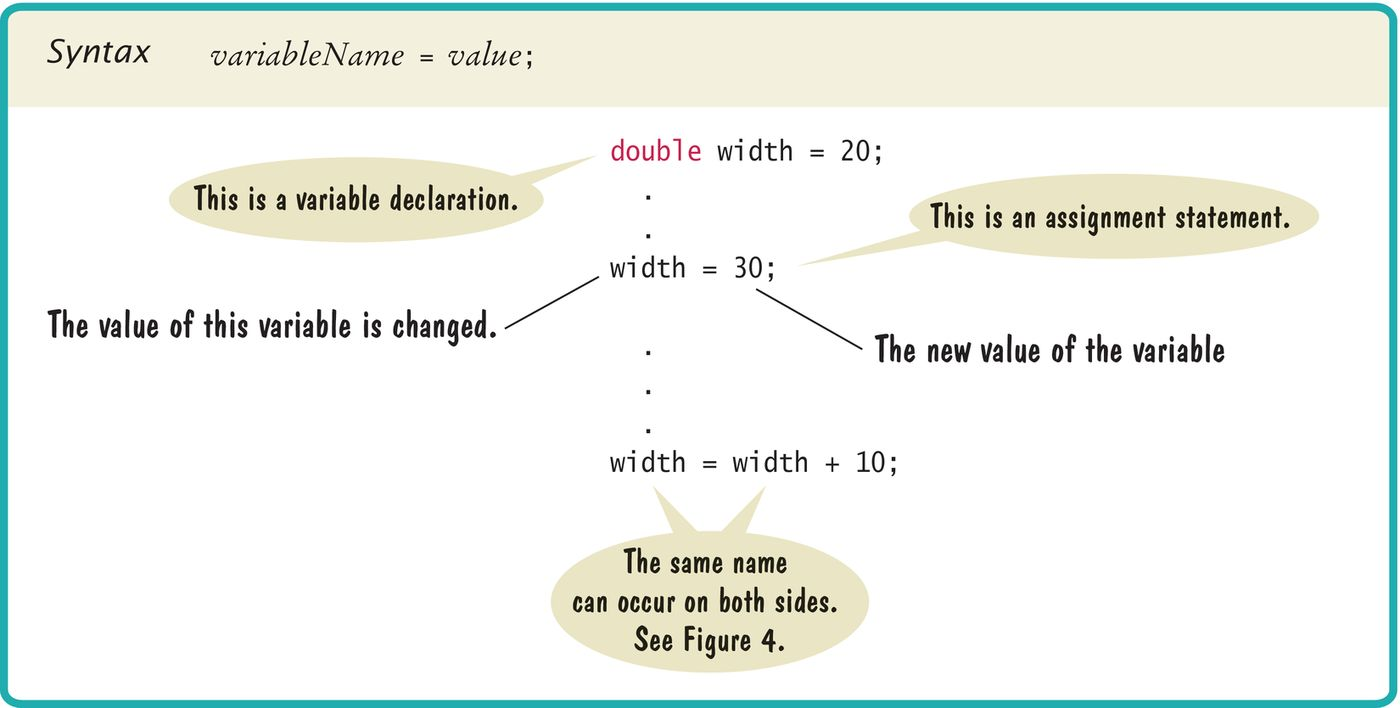 Syntax variableName = value;
double width = 20;
This is a variable declaration.
.
.
This is an assignment statement.
width = 30;
The value of this variable is changed.
The new value of the variable
.
.
.
width = width + 10;
The same name
can occur on both sides.
See Figure 4.